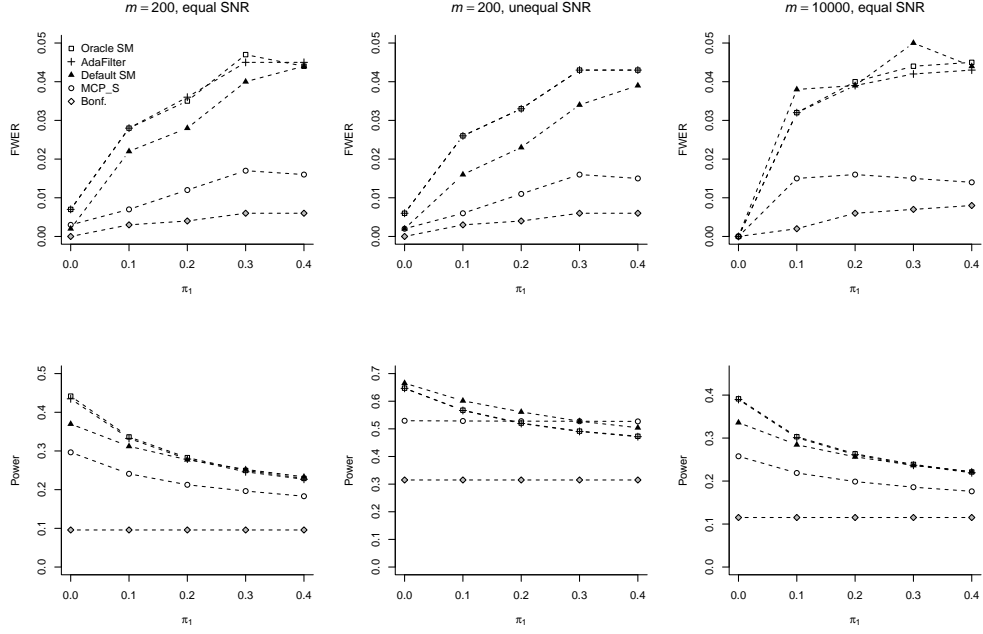 m = 200, equal SNR
m = 200, unequal SNR
m = 10000, equal SNR
FWER
0.05
0.04
0.03
0.02
0.01
0.00
Oracle SM
AdaFilter
Default SM
MCP_S
Bonf.
0.0 0.1 0.2 0.3 0.4
π1
FWER
0.05
0.04
0.03
0.02
0.01
0.00
0.0 0.1 0.2 0.3 0.4
π1
FWER
0.05
0.04
0.03
0.02
0.01
0.00
0.0 0.1 0.2 0.3 0.4
π1
Power
0.5
0.4
0.3
0.2
0.1
0.0
0.0 0.1 0.2 0.3 0.4
π1
Power
0.7
0.6
0.5
0.4
0.3
0.2
0.1
0.0
0.0 0.1 0.2 0.3 0.4
π1
Power
0.4
0.3
0.2
0.1
0.0
0.0 0.1 0.2 0.3 0.4
π1